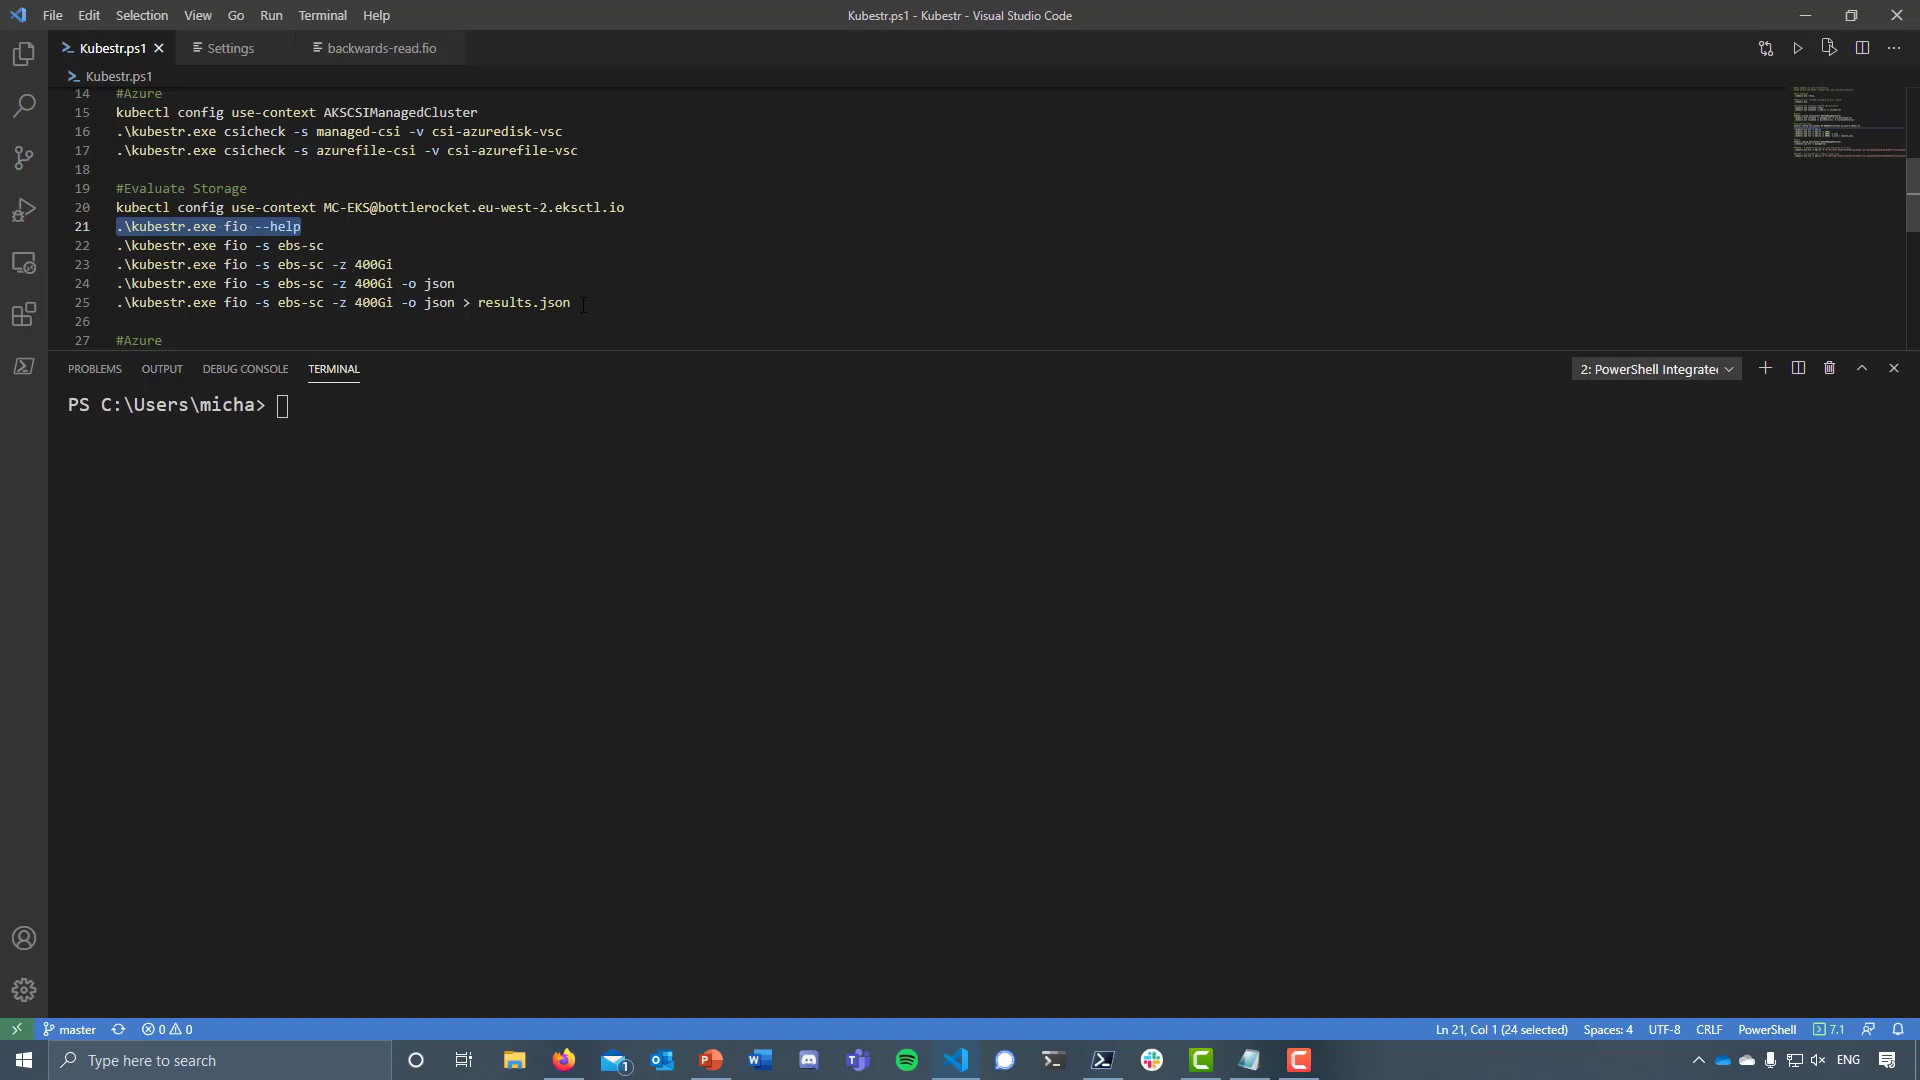 File Edit Selection View Go Run Terminal Help
Kubestr.ps1 - Kubestr - Visual Studio Code
Kubestr.ps1 Settings backwards-read.fio
Kubestr.ps1
14 #Azure
15 kubectl config use-context AKSCSIManagedCluster
16 .\kubestr.exe csicheck -s managed-csi -v csi-azuredisk-vsc
17 .\kubestr.exe csicheck -s azurefile-csi -v csi-azurefile-vsc
18
19 #Evaluate Storage
20 kubectl config use-context MC-EKS@bottlerocket.eu-west-2.eksctl.io
21 .\kubestr.exe fio --help
22 .\kubestr.exe fio -s ebs-sc
23 .\kubestr.exe fio -s ebs-sc -z 400Gi
24 .\kubestr.exe fio -s ebs-sc -z 400Gi -o json
25 .\kubestr.exe fio -s ebs-sc -z 400Gi -o json > results.json
26
27 #Azure
PROBLEMS OUTPUT DEBUG CONSOLE TERMINAL
2: PowerShell Integrated
PS C:\Users\micha>
master 0 0
Ln 21, Col 1 (24 selected) Spaces: 4 UTF-8 CRLF PowerShell 7.1
Type here to search
1
ENG